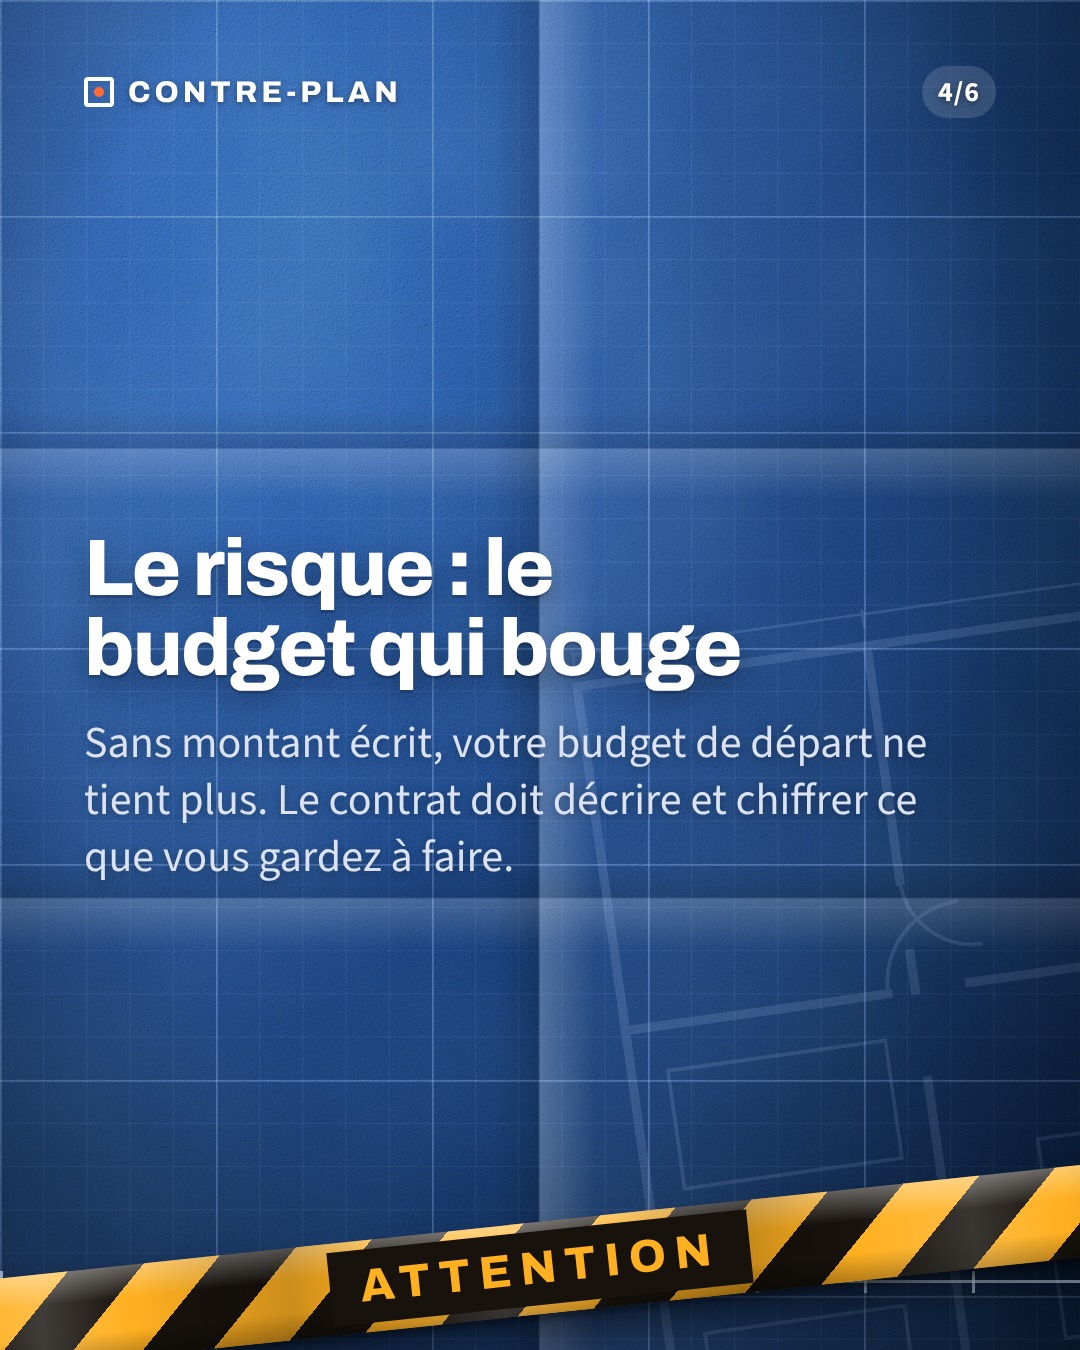 CONTRE-PLAN
4/6
Le risque : le
budget qui bouge
Sans montant écrit, votre budget de départ ne
tient plus. Le contrat doit décrire et chiffrer ce
que vous gardez à faire.
ATTENTION